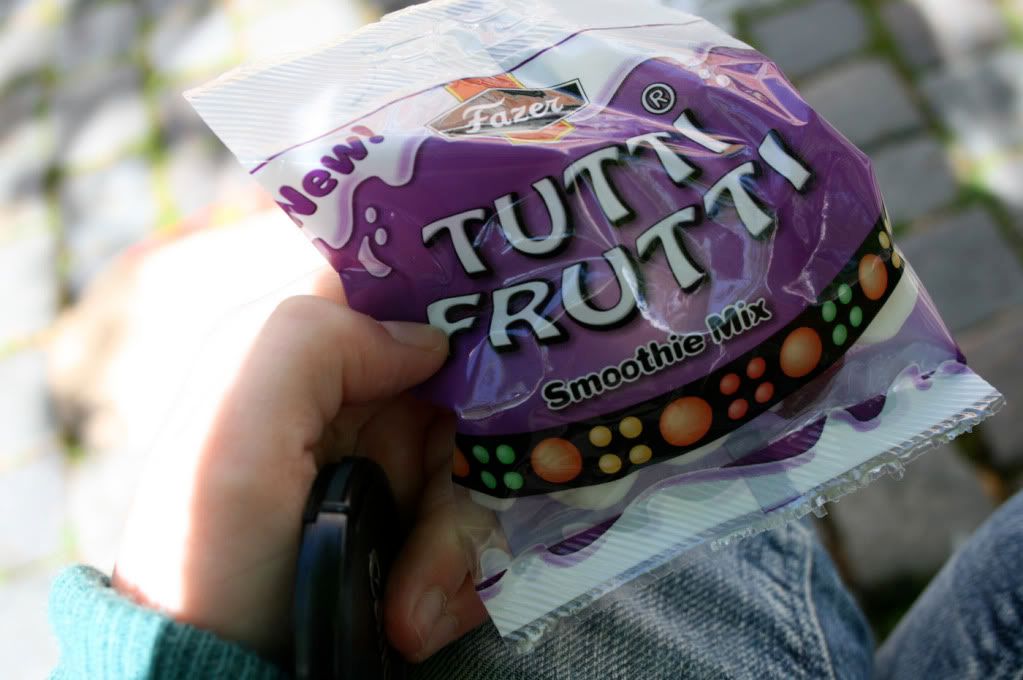 Fazer
New!
TUTTI ®
FRUTTI
Smoothie Mix